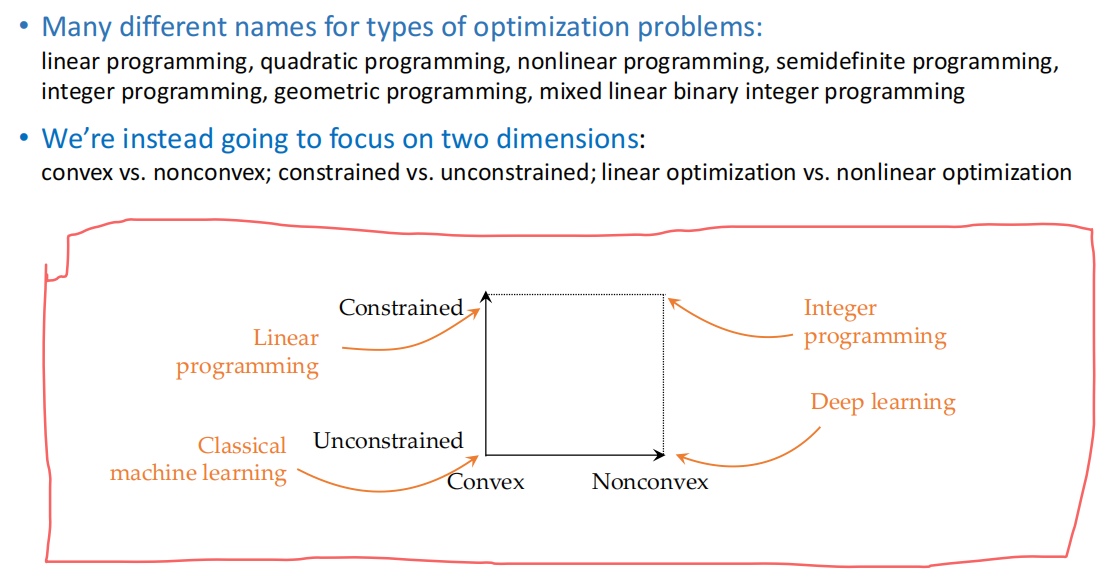 • Many different names for types of optimization problems:
linear programming, quadratic programming, nonlinear programming, semidefinite programming,
integer programming, geometric programming, mixed linear binary integer programming
• We’re instead going to focus on two dimensions:
convex vs. nonconvex; constrained vs. unconstrained; linear optimization vs. nonlinear optimization
Constrained
Linear
programming
Integer
programming
Deep learning
Unconstrained
Classical
machine learning
Convex
Nonconvex